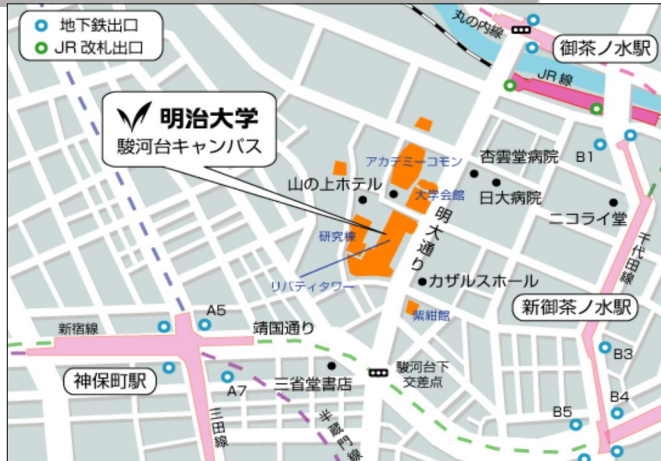 地下鉄出口
JR 改札出口
丸の内線
御茶ノ水駅
JR 線
明治大学
駿河台キャンパス
アカデミーコモン
杏雲堂病院
B1
山の上ホテル
大学会館
日大病院
ニコライ堂
明大通り
研究棟
千代田線
リバティタワー
カザルスホール
紫紺館
新御茶ノ水駅
A5
新宿線
靖国通り
B3
神保町駅
A7
三省堂書店
駿河台下
交差点
三田線
半蔵門線
B4
B5